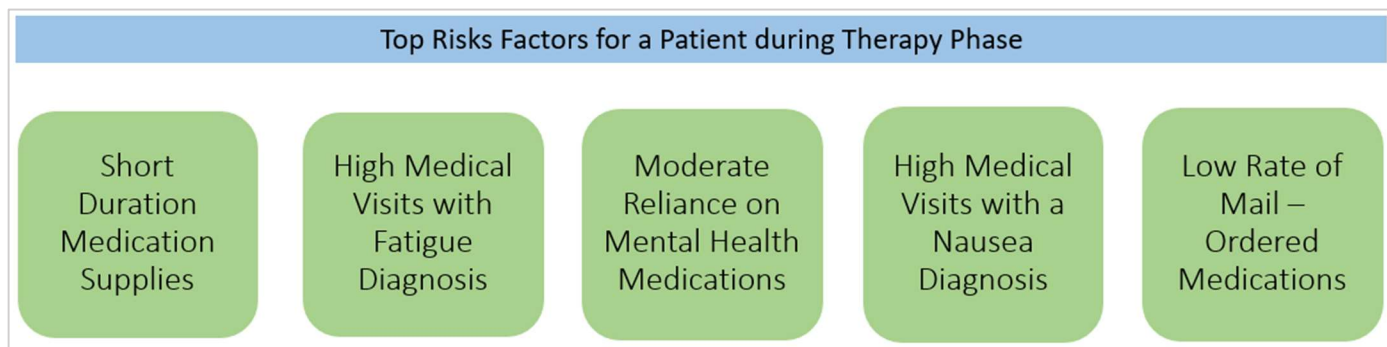 Top Risks Factors for a Patient during Therapy Phase
Short
Duration
Medication
Supplies
High Medical
Visits with
Fatigue
Diagnosis
Moderate
Reliance on
Mental Health
Medications
High Medical
Visits with a
Nausea
Diagnosis
Low Rate of
Mail –
Ordered
Medications